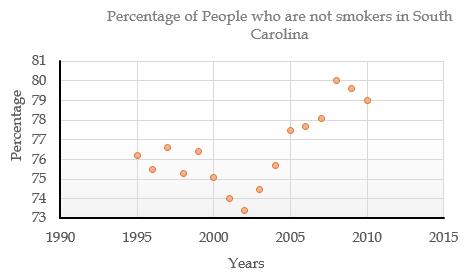 Percentage of People who are not smokers in South
Carolina
81
80
79
78
77
76
75
74
73
Percentage
1990 1995 2000 2005 2010 2015
Years